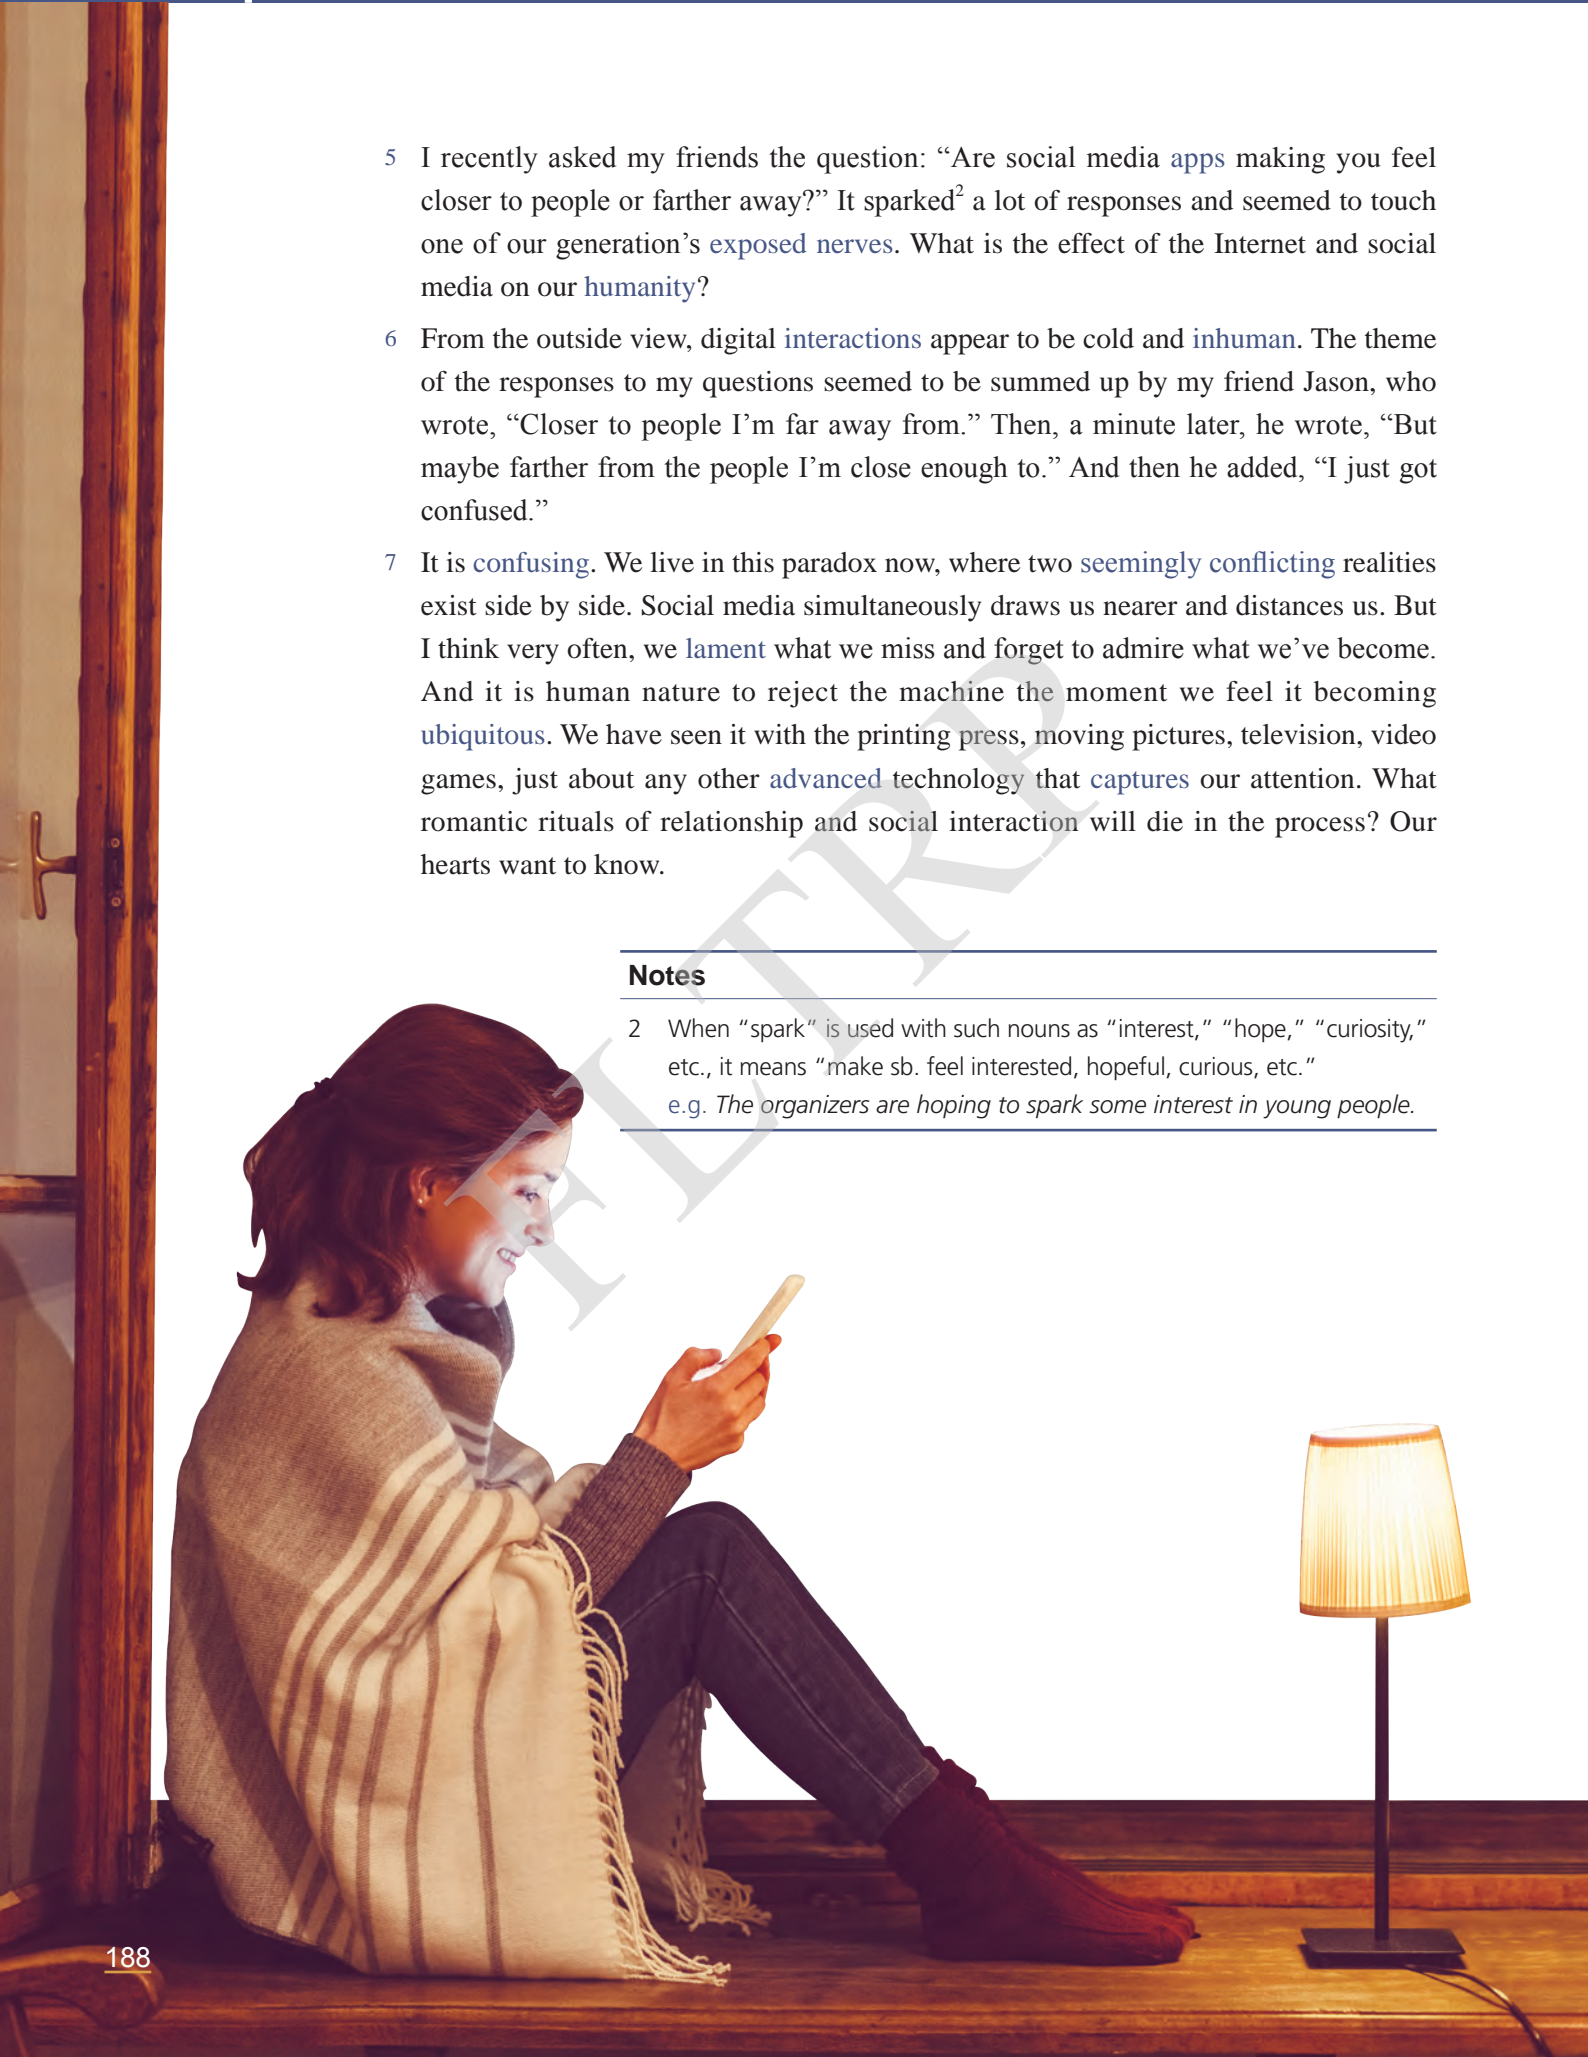 5 I recently asked my friends the question: “Are social media apps making you feel
closer to people or farther away?” It sparked2 a lot of responses and seemed to touch
one of our generation’s exposed nerves. What is the effect of the Internet and social
media on our humanity?
6 From the outside view, digital interactions appear to be cold and inhuman. The theme
of the responses to my questions seemed to be summed up by my friend Jason, who
wrote, “Closer to people I’m far away from.” Then, a minute later, he wrote, “But
maybe farther from the people I’m close enough to.” And then he added, “I just got
confused.”
7 It is confusing. We live in this paradox now, where two seemingly conflicting realities
exist side by side. Social media simultaneously draws us nearer and distances us. But
I think very often, we lament what we miss and forget to admire what we’ve become.
And it is human nature to reject the machine the moment we feel it becoming
ubiquitous. We have seen it with the printing press, moving pictures, television, video
games, just about any other advanced technology that captures our attention. What
romantic rituals of relationship and social interaction will die in the process? Our
hearts want to know.
Notes
2 When “spark” is used with such nouns as “interest,” “hope,” “curiosity,”
etc., it means “make sb. feel interested, hopeful, curious, etc.”
e.g. The organizers are hoping to spark some interest in young people.
FLTRP
188